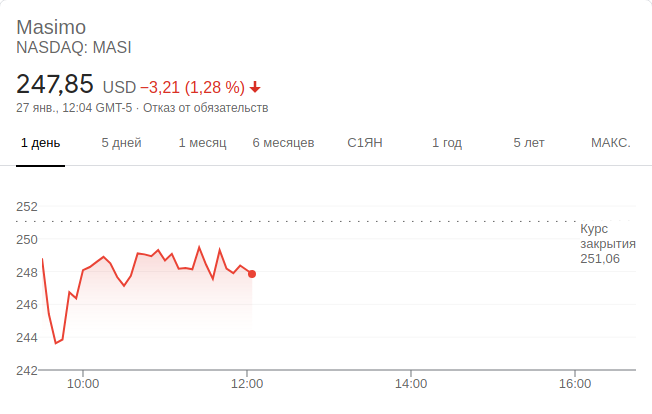 Masimo
NASDAQ: MASI
247,85 USD −3,21 (1,28 %)
27 янв., 12:04 GMT-5 · Отказ от обязательств
1 день 5 дней 1 месяц 6 месяцев С1ЯН 1 год 5 лет МАКС.
252
250
248
246
244
242
Курс
закрытия
251,06
10:00 12:00 14:00 16:00